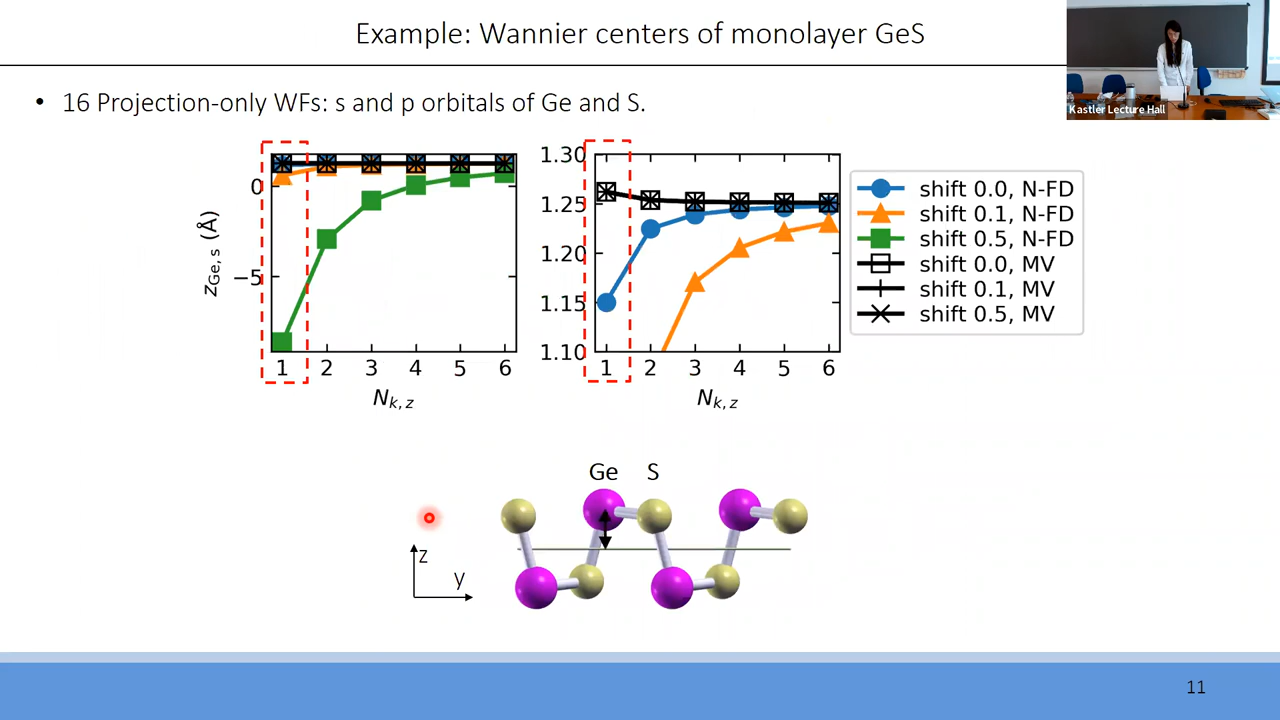 Example: Wannier centers of monolayer GeS
Kastler Lecture Hall
• 16 Projection-only WFs: s and p orbitals of Ge and S.
z_Ge,s (Å)
0
−5
1 2 3 4 5 6
N_k,z
1.30
1.25
1.20
1.15
1.10
1 2 3 4 5 6
N_k,z
shift 0.0, N-FD
shift 0.1, N-FD
shift 0.5, N-FD
shift 0.0, MV
shift 0.1, MV
shift 0.5, MV
Ge S
z
y
11